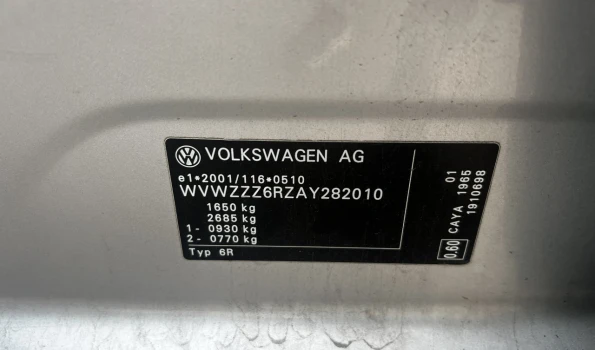 VOLKSWAGEN AG
e1*2001/116*0510
WVWZZZ6RZAY282010
1650 kg
2685 kg
1 - 0930 kg
2 - 0770 kg
Typ 6R
0.60 CAYA 1965 01
1910698